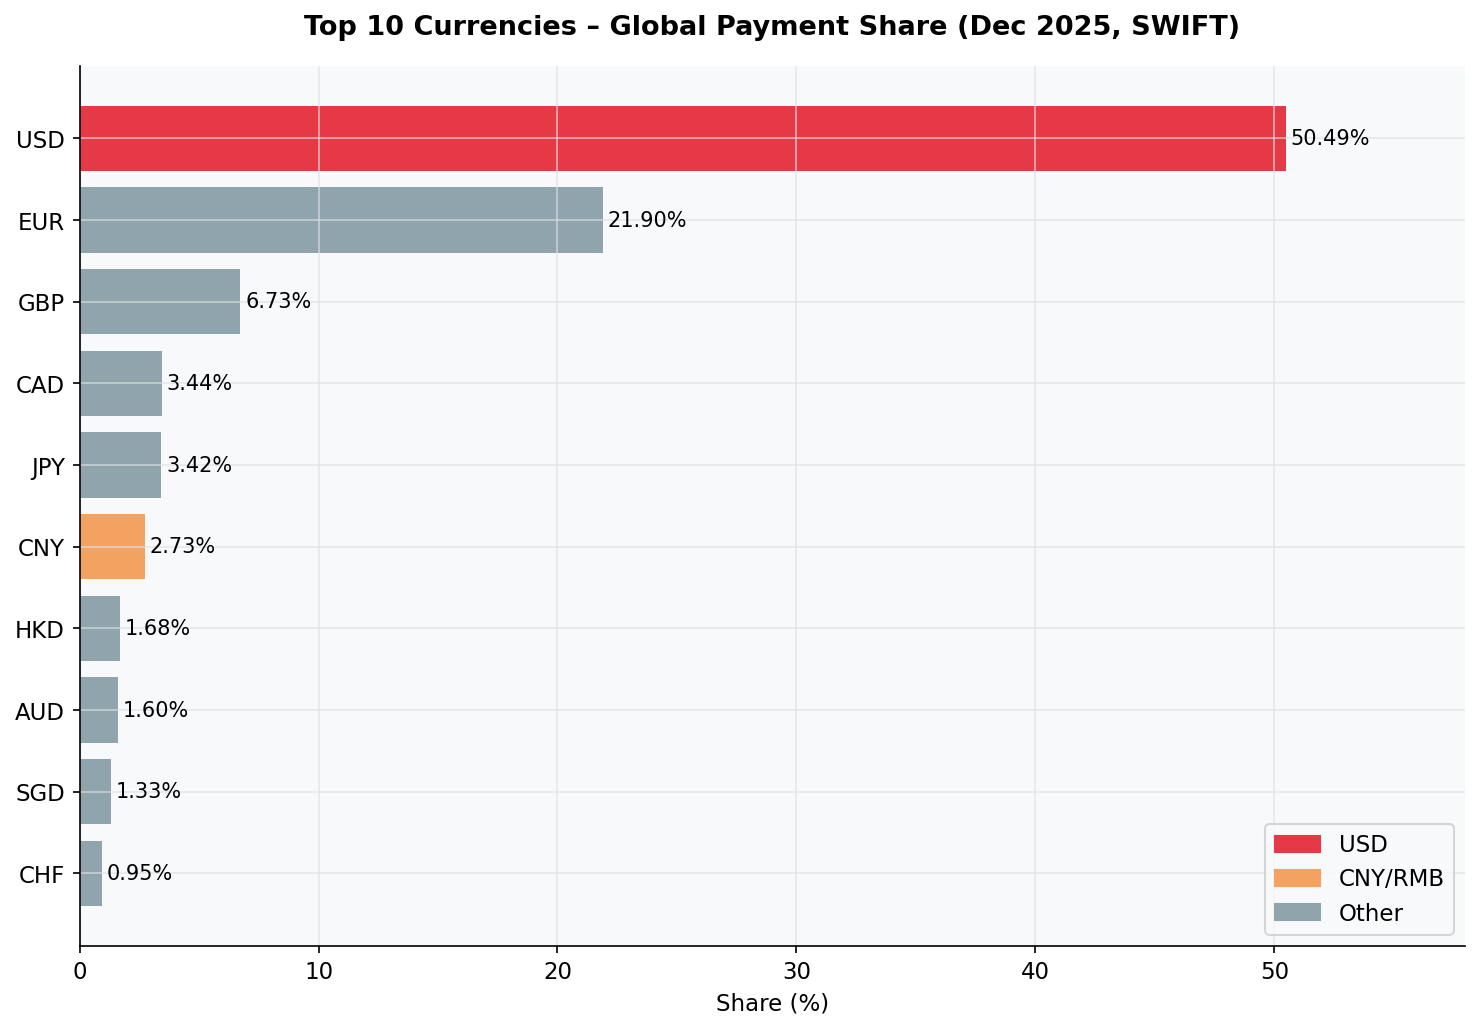 Top 10 Currencies – Global Payment Share (Dec 2025, SWIFT)
USD 50.49%
EUR 21.90%
GBP 6.73%
CAD 3.44%
JPY 3.42%
CNY 2.73%
HKD 1.68%
AUD 1.60%
SGD 1.33%
CHF 0.95%
USD
CNY/RMB
Other
0 10 20 30 40 50
Share (%)